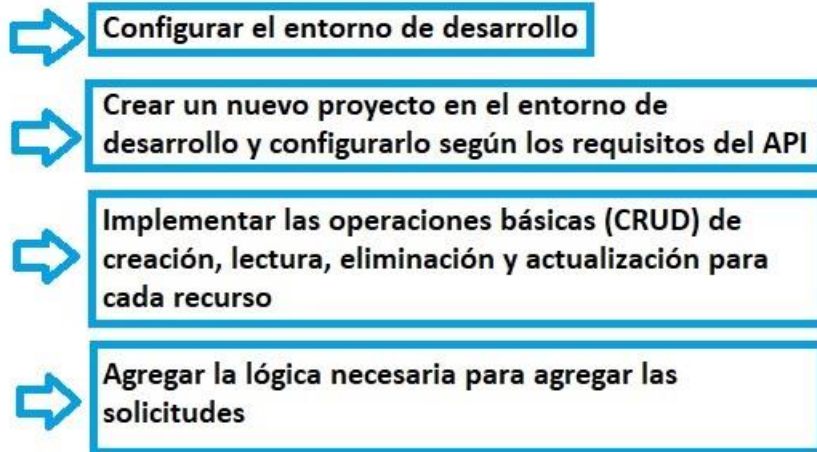 Configurar el entorno de desarrollo
Crear un nuevo proyecto en el entorno de
desarrollo y configurarlo según los requisitos del API
Implementar las operaciones básicas (CRUD) de
creación, lectura, eliminación y actualización para
cada recurso
Agregar la lógica necesaria para agregar las
solicitudes